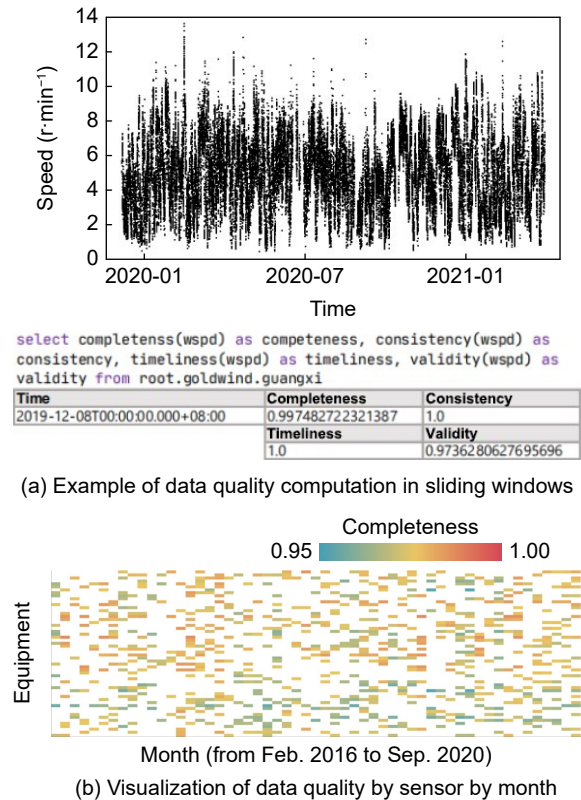 14
12
10
8
6
4
2
0
Speed (r·min⁻¹)
2020-01 2020-07 2021-01
Time
select completenss(wspd) as competeness, consistency(wspd) as
consistency, timeliness(wspd) as timeliness, validity(wspd) as
validity from root.goldwind.guangxi
Time Completeness Consistency
2019-12-08T00:00:00.000+08:00 0.997482722321387 1.0
Timeliness Validity
1.0 0.9736280627695696
(a) Example of data quality computation in sliding windows
Completeness
0.95 1.00
Equipment
Month (from Feb. 2016 to Sep. 2020)
(b) Visualization of data quality by sensor by month